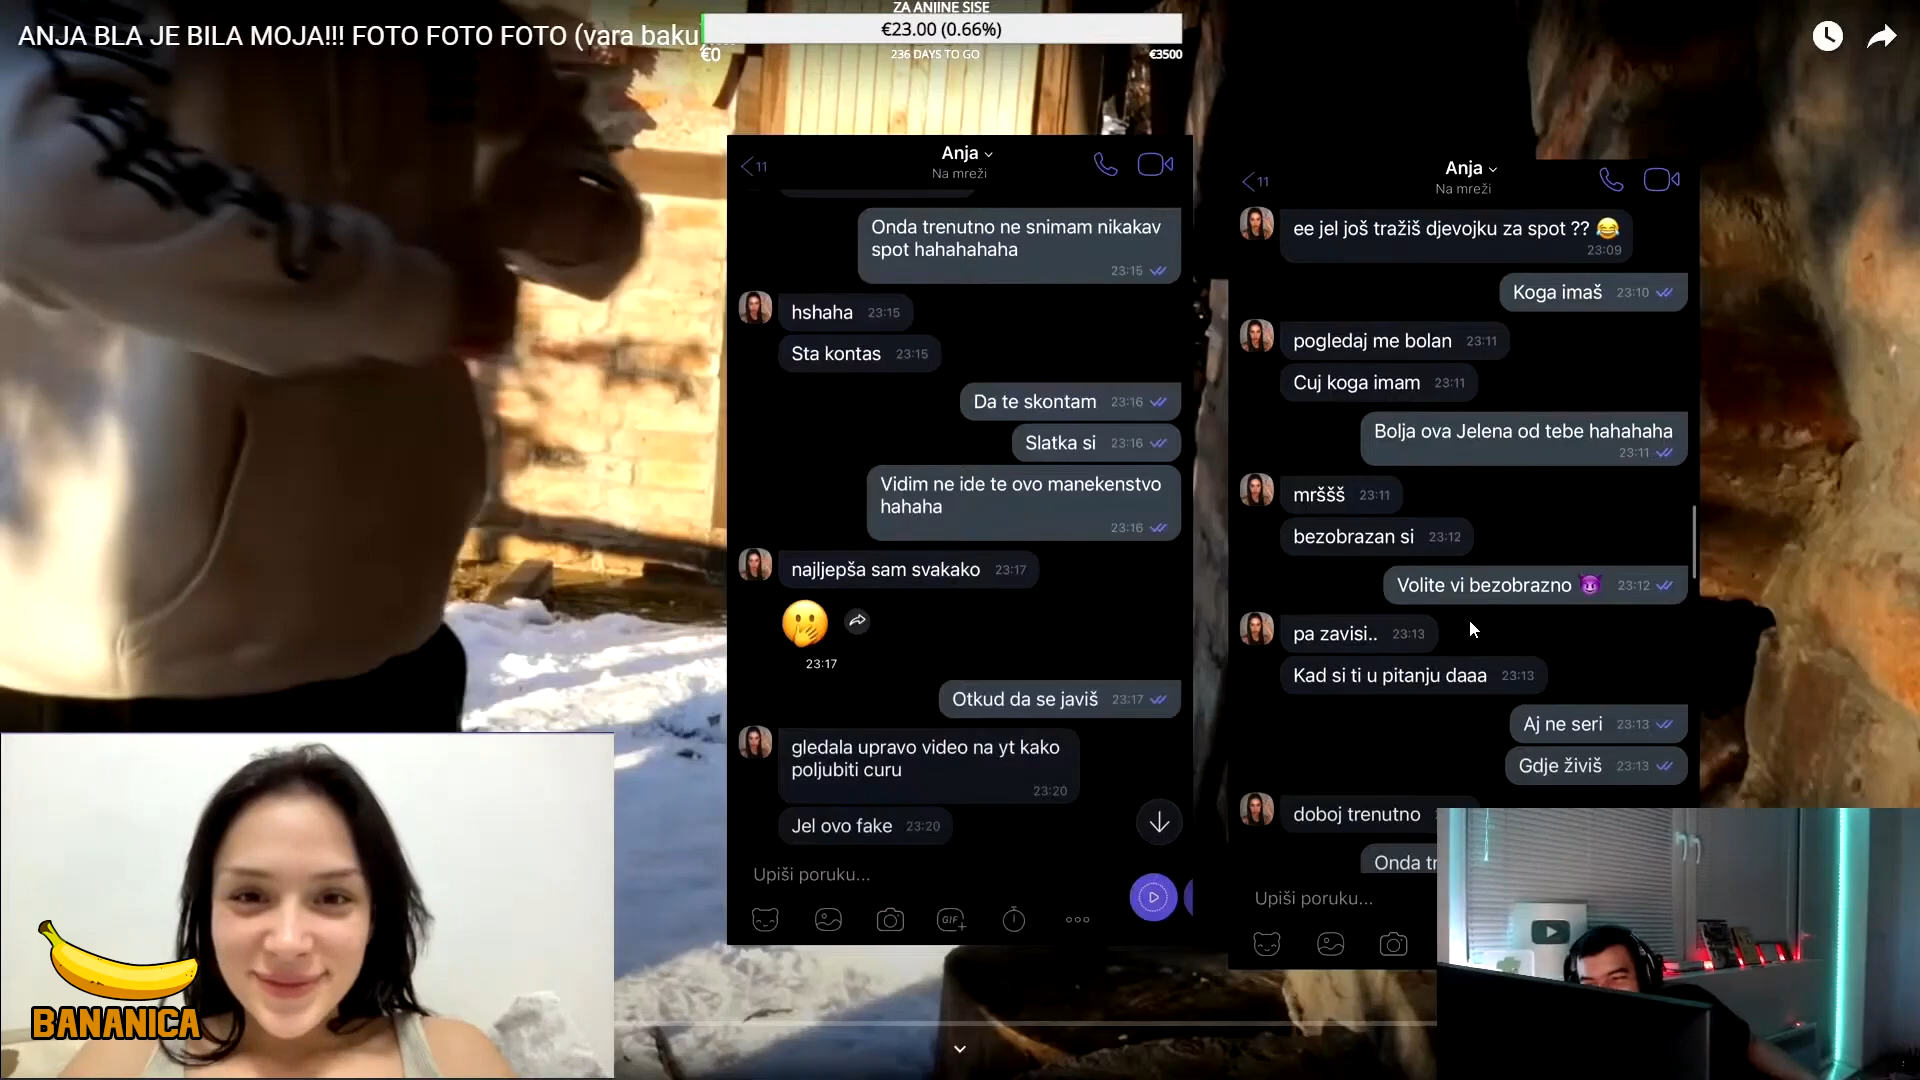 ANJA BLA JE BILA MOJA!!! FOTO FOTO FOTO (vara baku
ZA ANJINE SISE
€23.00 (0.66%)
€0
236 DAYS TO GO
€3500
11
Anja
Na mreži
Onda trenutno ne snimam nikakav
spot hahahahaha
23:15
hshaha 23:15
Sta kontas 23:15
Da te skontam 23:16
Slatka si 23:16
Vidim ne ide te ovo manekenstvo
hahaha
23:16
najljepša sam svakako 23:17
23:17
Otkud da se javiš 23:17
gledala upravo video na yt kako
poljubiti curu
23:20
Jel ovo fake 23:20
Upiši poruku...
GIF
11
Anja
Na mreži
ee jel još tražiš djevojku za spot ??
23:09
Koga imaš 23:10
pogledaj me bolan 23:11
Cuj koga imam 23:11
Bolja ova Jelena od tebe hahahaha
23:11
mrššš 23:11
bezobrazan si 23:12
Volite vi bezobrazno 23:12
pa zavisi.. 23:13
Kad si ti u pitanju daaa 23:13
Aj ne seri 23:13
Gdje živiš 23:13
doboj trenutno
Onda tr
Upiši poruku...
BANANICA